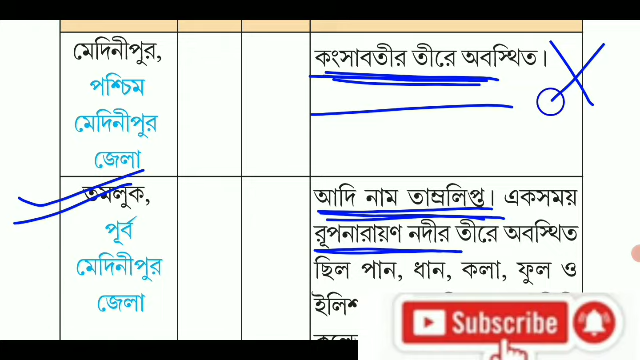 মেদিনীপুর,
পশ্চিম
মেদিনীপুর
জেলা
কংসাবতীর তীরে অবস্থিত।
তমলুক,
পূর্ব
মেদিনীপুর
জেলা
আদি নাম তাম্রলিপ্ত। একসময়
রূপনারায়ণ নদীর তীরে অবস্থিত
ছিল পান, ধান, কলা, ফুল ও
ইলিশ
Subscribe